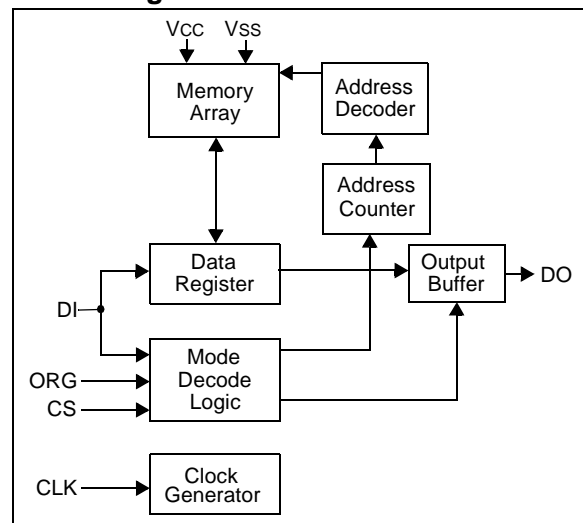 VCC VSS
Memory
Array
Address
Decoder
Address
Counter
Data
Register
Output
Buffer
DO
DI
Mode
Decode
Logic
ORG
CS
CLK
Clock
Generator